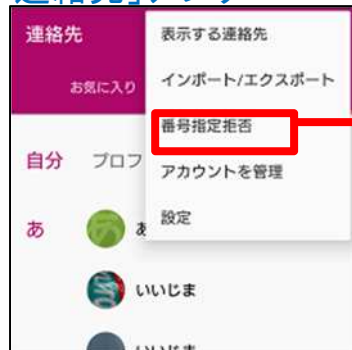 連絡先
表示する連絡先
お気に入り
インポート/エクスポート
番号指定拒否
自分 プロフ
アカウントを管理
あ
設定
いいじま